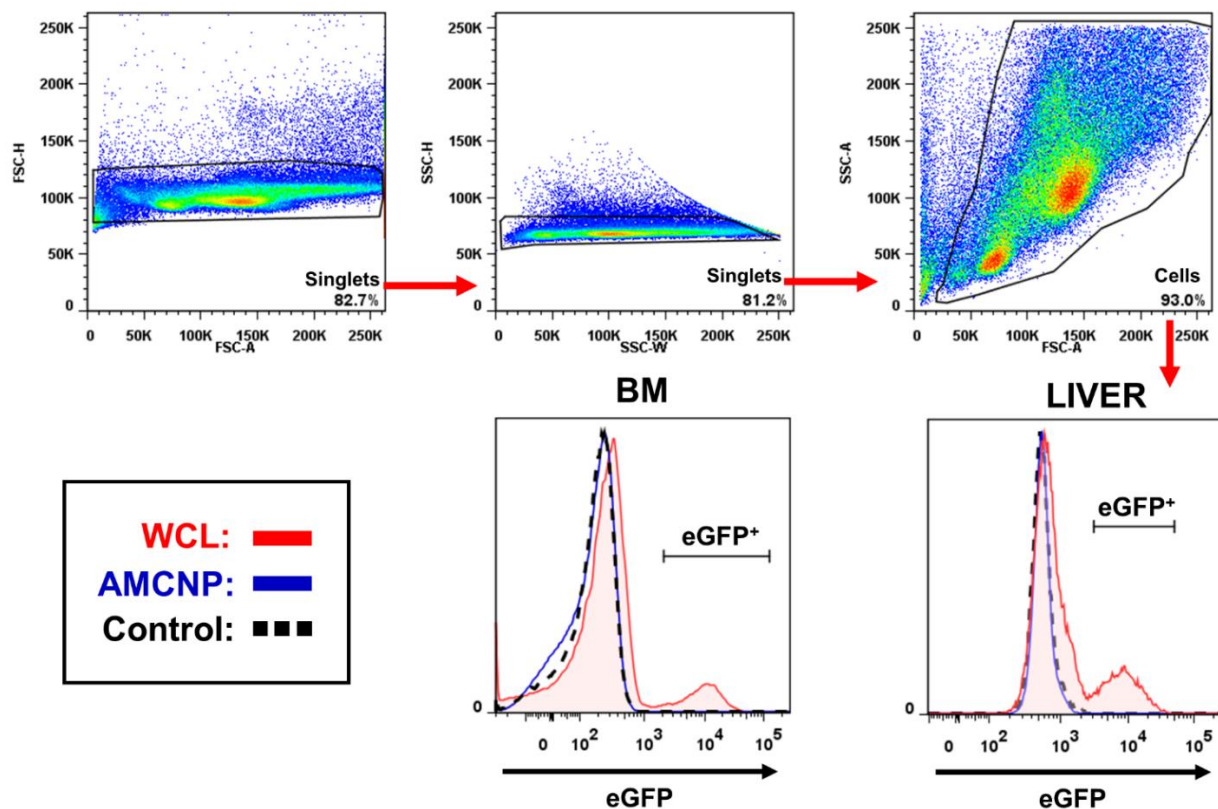 FSC-H
250K
200K
150K
100K
50K
0
Singlets
82.7%
0 50K 100K 150K 200K 250K
FSC-A
SSC-H
250K
200K
150K
100K
50K
0
Singlets
81.2%
0 50K 100K 150K 200K 250K
SSC-W
SSC-A
250K
200K
150K
100K
50K
0
Cells
93.0%
0 50K 100K 150K 200K 250K
FSC-A
WCL:
AMCNP:
Control:
BM
eGFP⁺
0
0 10² 10³ 10⁴ 10⁵
eGFP
LIVER
eGFP⁺
0
0 10² 10³ 10⁴ 10⁵
eGFP